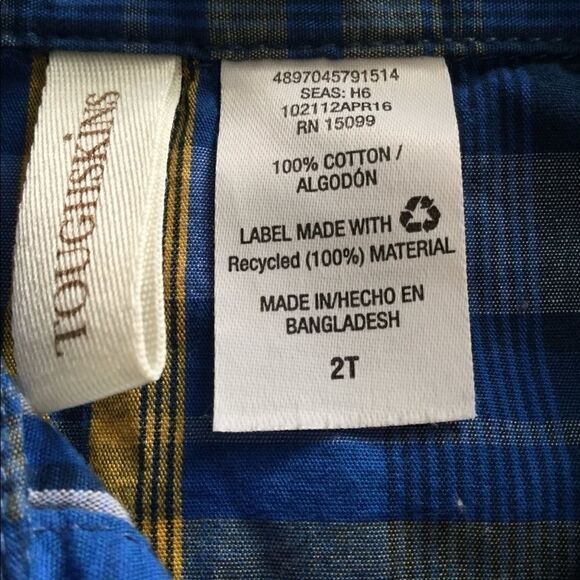 TOUGHSKINS
4897045791514
SEAS: H6
102112APR16
RN 15099
100% COTTON /
ALGODÓN
LABEL MADE WITH
Recycled (100%) MATERIAL
MADE IN/HECHO EN
BANGLADESH
2T